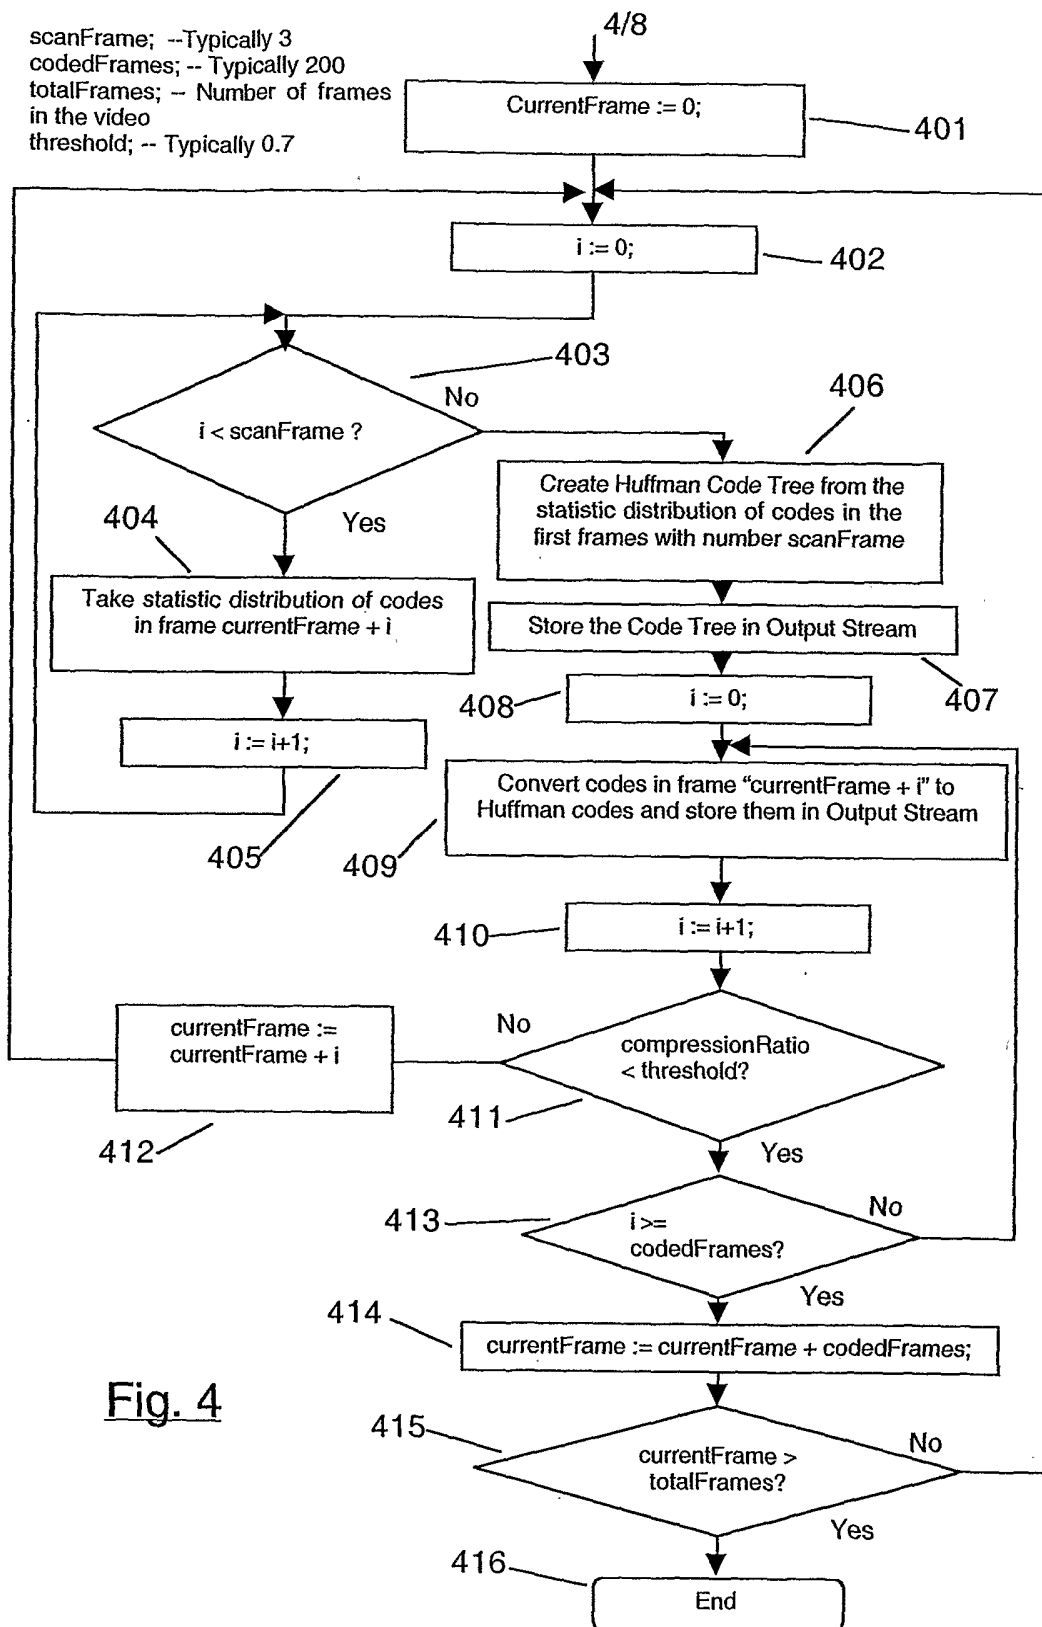 scanFrame; --Typically 3
codedFrames; -- Typically 200
totalFrames; -- Number of frames
in the video
threshold; -- Typically 0.7
4/8
CurrentFrame := 0;
401
i := 0;
402
403
i < scanFrame ?
No
Yes
404
Take statistic distribution of codes
in frame currentFrame + i
i := i+1;
405
406
Create Huffman Code Tree from the
statistic distribution of codes in the
first frames with number scanFrame
Store the Code Tree in Output Stream
407
408
i := 0;
Convert codes in frame “currentFrame + i” to
Huffman codes and store them in Output Stream
409
410
i := i+1;
compressionRatio
< threshold?
No
411
Yes
currentFrame :=
currentFrame + i
412
413
i >=
codedFrames?
No
Yes
414
currentFrame := currentFrame + codedFrames;
415
currentFrame >
totalFrames?
No
Yes
416
End
Fig. 4